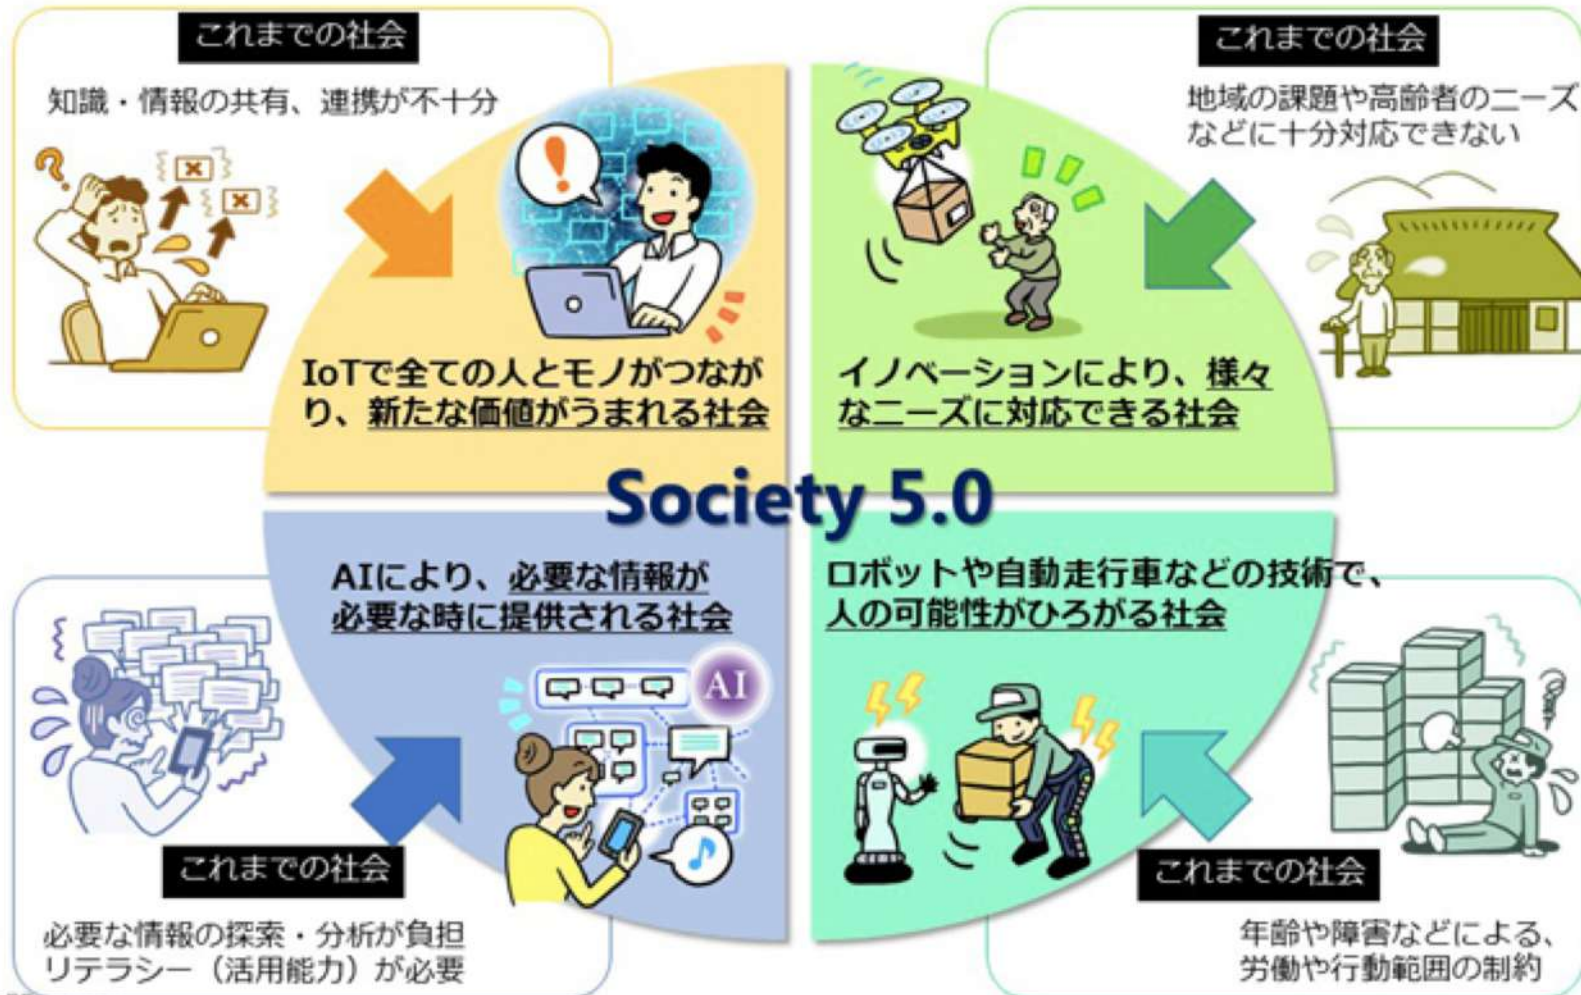 これまでの社会
知識・情報の共有、連携が不十分
IoTで全ての人とモノがつなが
り、新たな価値がうまれる社会
これまでの社会
地域の課題や高齢者のニーズ
などに十分対応できない
イノベーションにより、様々
なニーズに対応できる社会
Society 5.0
AIにより、必要な情報が
必要な時に提供される社会
AI
これまでの社会
必要な情報の探索・分析が負担
リテラシー（活用能力）が必要
ロボットや自動走行車などの技術で、
人の可能性がひろがる社会
これまでの社会
年齢や障害などによる、
労働や行動範囲の制約